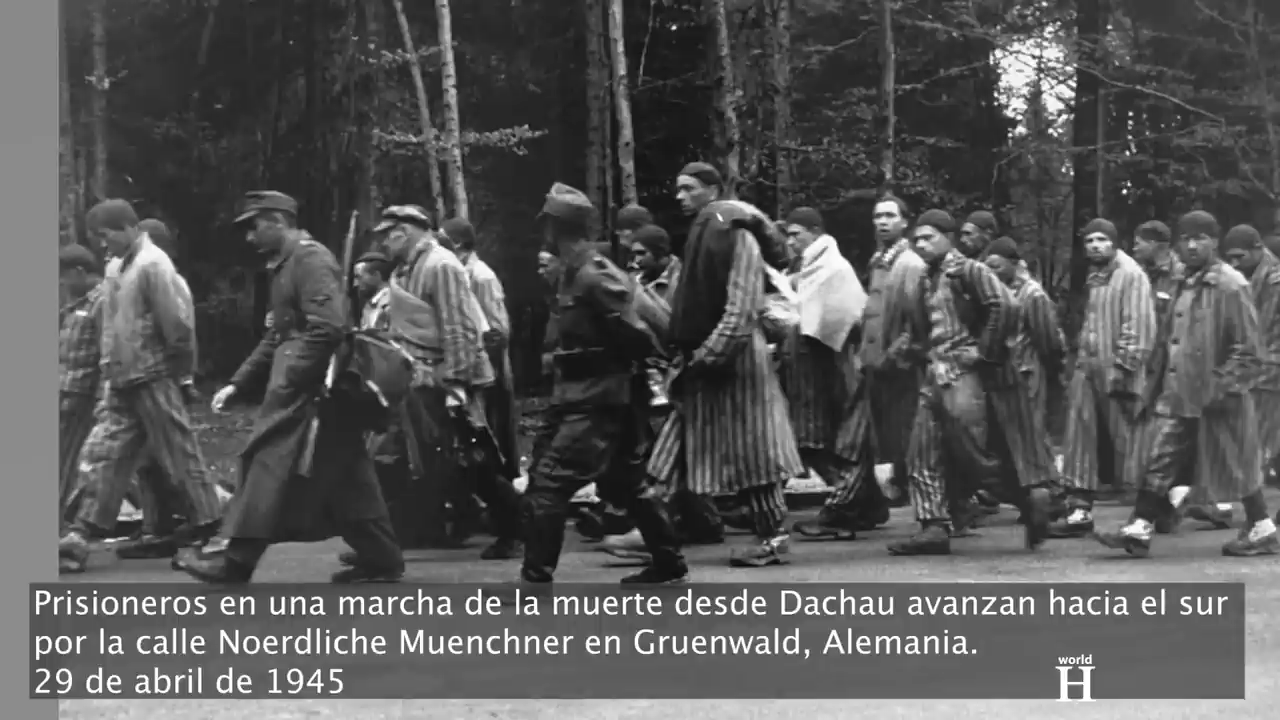 Prisioneros en una marcha de la muerte desde Dachau avanzan hacia el sur
por la calle Noerdliche Muenchner en Gruenwald, Alemania.
29 de abril de 1945
world
H